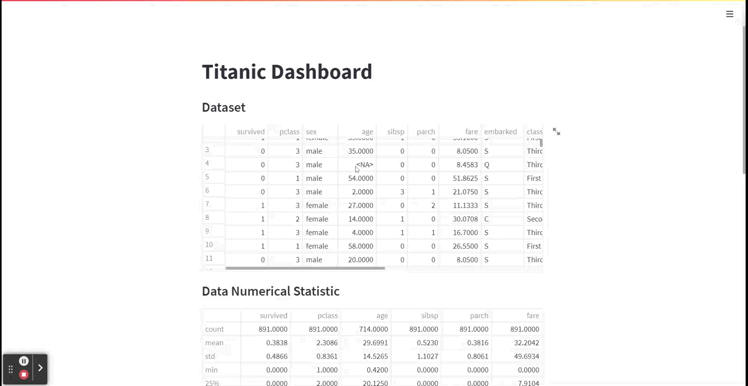 Titanic Dashboard
Dataset
survived pclass sex age sibsp parch fare embarked class
3 0 3 male 35.0000 0 0 8.0500 S Third
4 0 3 male <NA> 0 0 8.4583 Q Third
5 0 1 male 54.0000 0 0 51.8625 S First
6 0 3 male 2.0000 3 1 21.0750 S Third
7 1 3 female 27.0000 0 2 11.1333 S Third
8 1 2 female 14.0000 1 0 30.0708 C Seco
9 1 3 female 4.0000 1 1 16.7000 S Third
10 1 1 female 58.0000 0 0 26.5500 S First
11 0 3 male 20.0000 0 0 8.0500 S Third
Data Numerical Statistic
survived pclass age sibsp parch fare
count 891.0000 891.0000 714.0000 891.0000 891.0000 891.0000
mean 0.3838 2.3086 29.6991 0.5230 0.3816 32.2042
std 0.4866 0.8361 14.5265 1.1027 0.8061 49.6934
min 0.0000 1.0000 0.4200 0.0000 0.0000 0.0000
25% 0.0000 2.0000 20.1250 0.0000 0.0000 7.9104